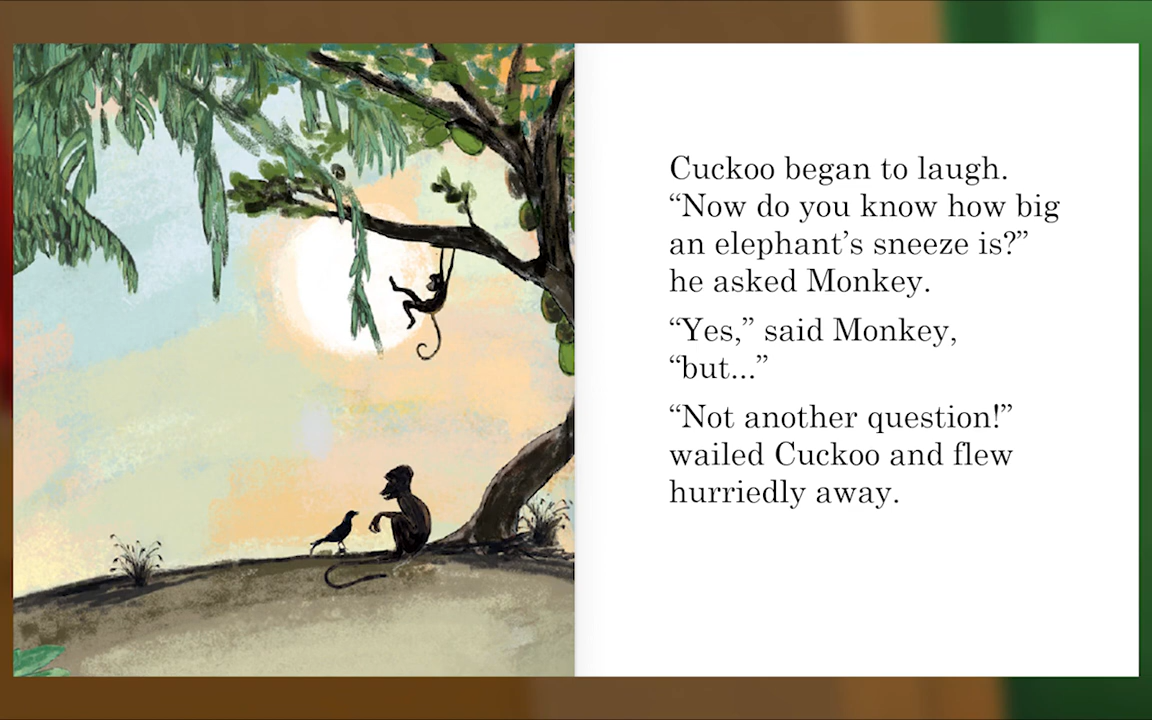 Cuckoo began to laugh.
“Now do you know how big
an elephant’s sneeze is?”
he asked Monkey.
“Yes,” said Monkey,
“but...”
“Not another question!”
wailed Cuckoo and flew
hurriedly away.